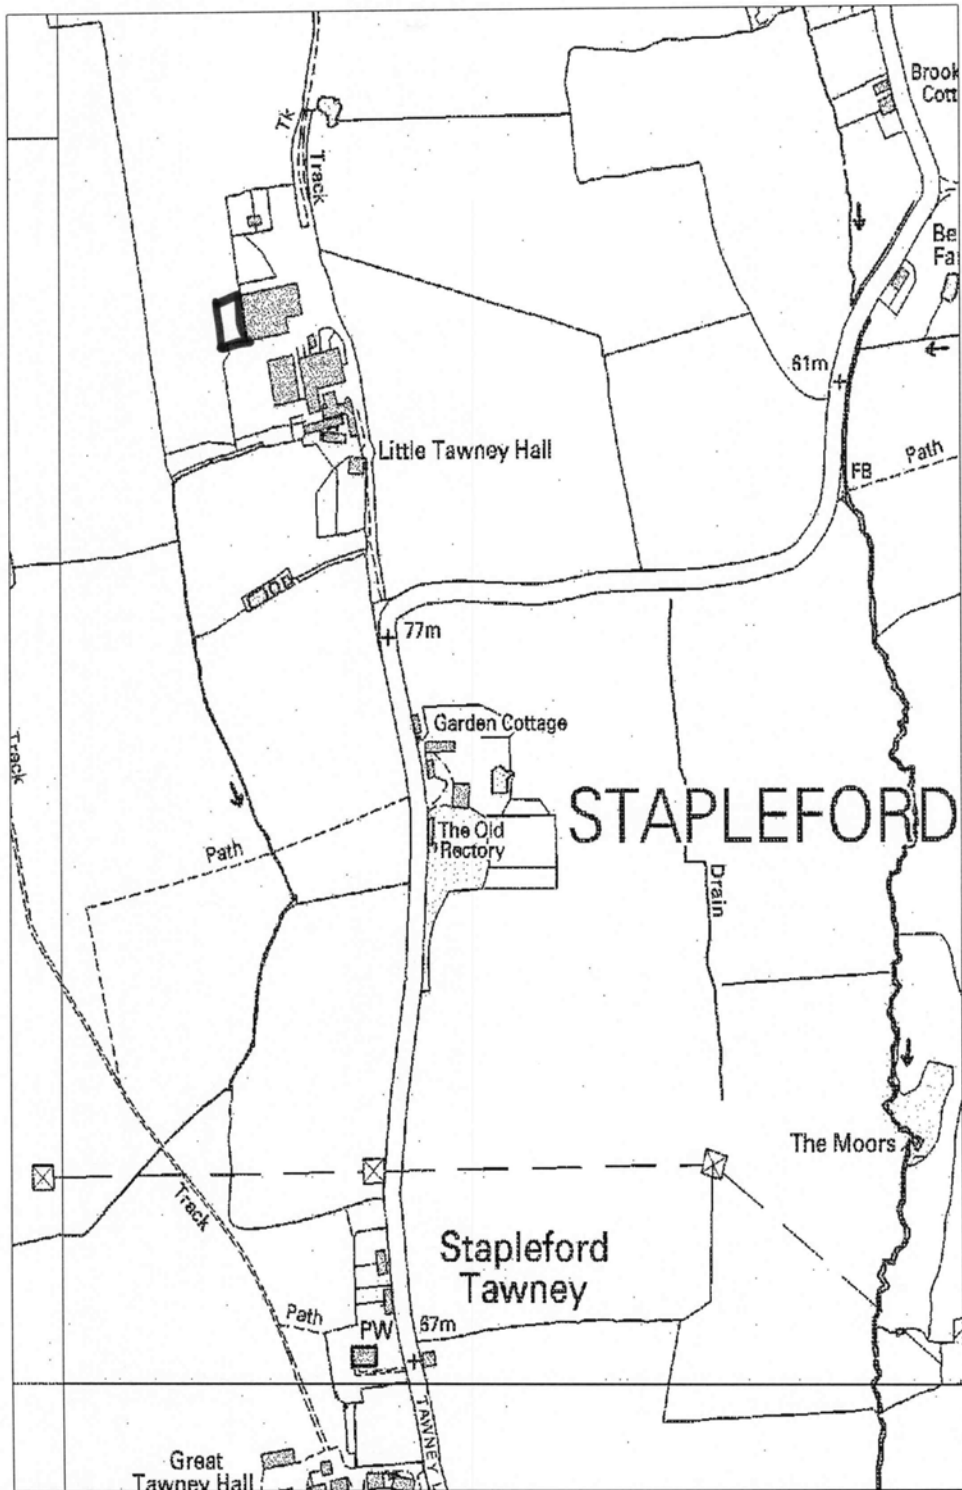 Brook
Cott
Tk
Track
Be
Fa
61m
Little Tawney Hall
FB
Path
77m
Garden Cottage
Track
STAPLEFORD
The Old
Rectory
Path
Drain
The Moors
Track
Stapleford
Tawney
Path
PW
67m
TAWNEY L
Great
Tawney Hall